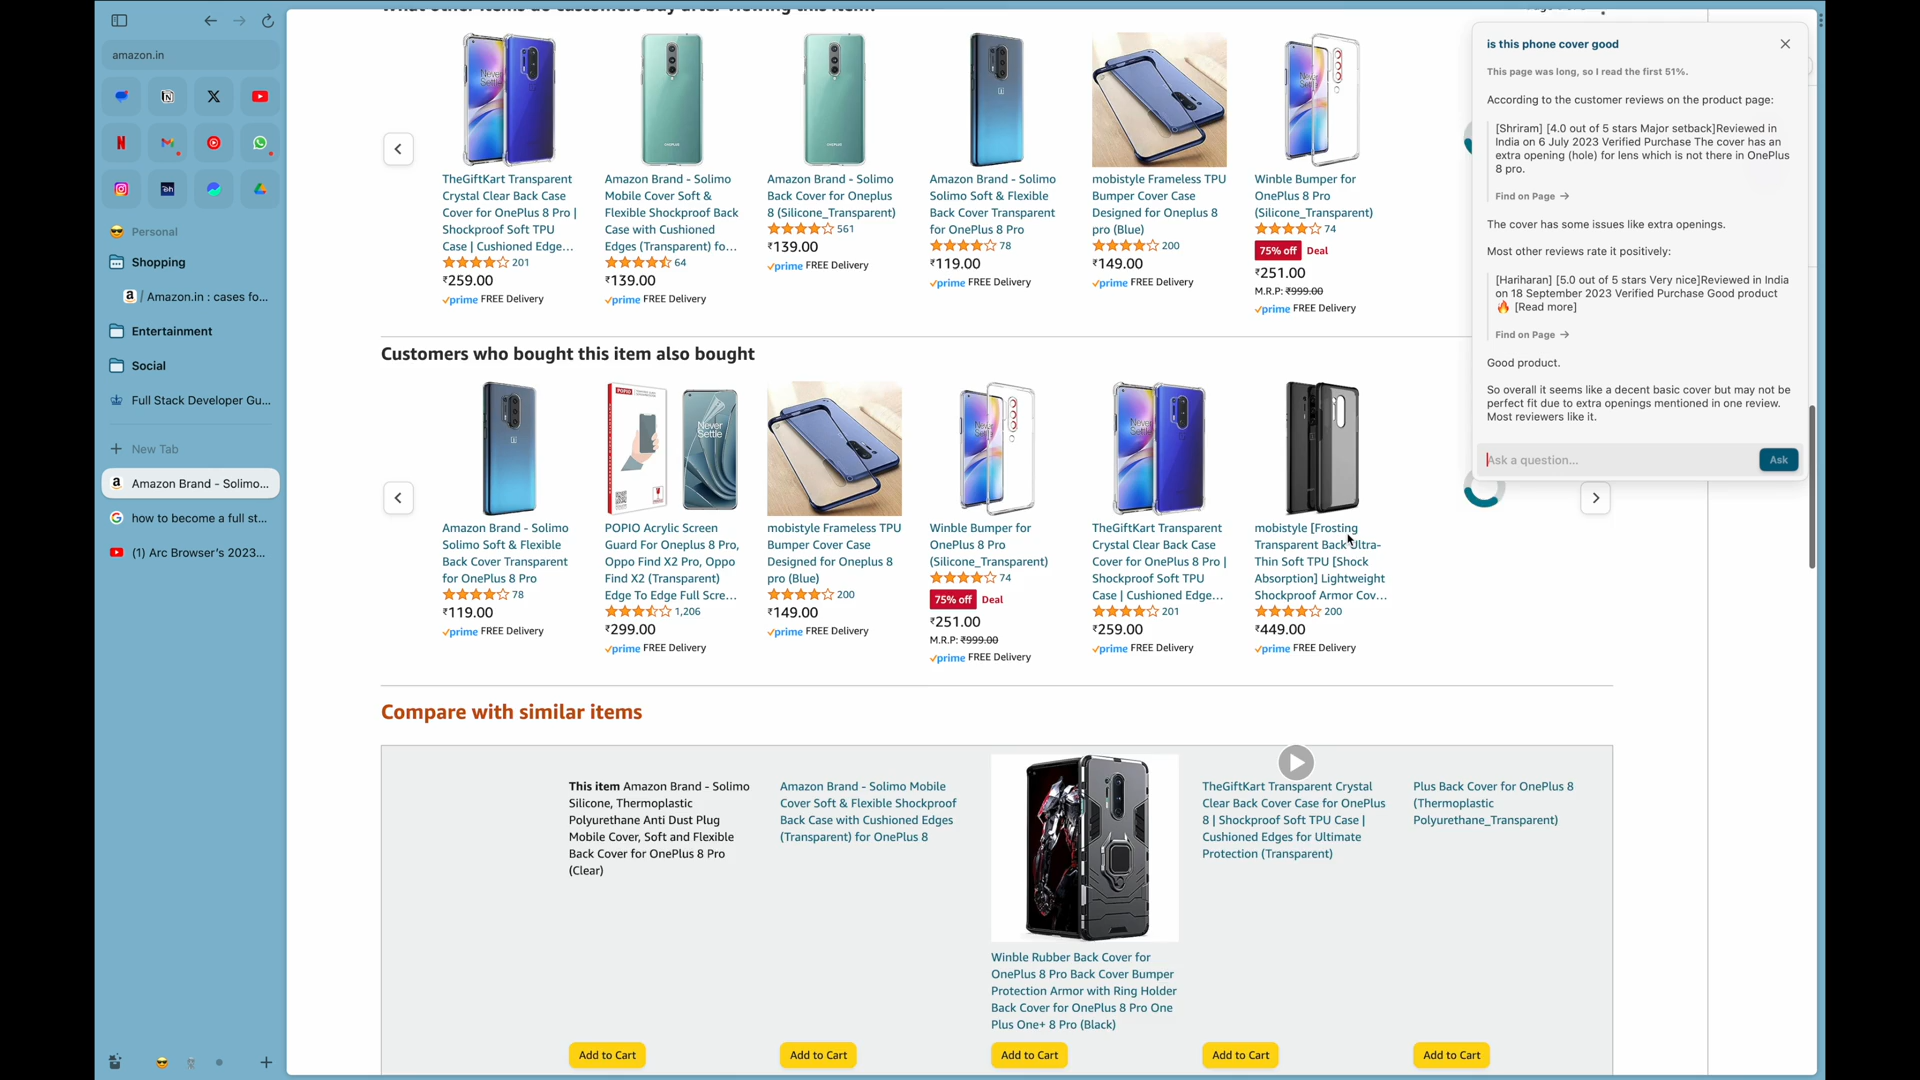 amazon.in
Personal
Shopping
/ Amazon.in : cases fo...
Entertainment
Social
Full Stack Developer Gu...
New Tab
Amazon Brand - Solimo...
how to become a full st...
(1) Arc Browser's 2023...
What other items do customers buy after viewing this item?
TheGiftKart Transparent
Crystal Clear Back Case
Cover for OnePlus 8 Pro |
Shockproof Soft TPU
Case | Cushioned Edge...
201
₹259.00
prime FREE Delivery
Amazon Brand - Solimo
Mobile Cover Soft &
Flexible Shockproof Back
Case with Cushioned
Edges (Transparent) fo...
64
₹139.00
prime FREE Delivery
Amazon Brand - Solimo
Back Cover for Oneplus
8 (Silicone_Transparent)
561
₹139.00
prime FREE Delivery
Amazon Brand - Solimo
Solimo Soft & Flexible
Back Cover Transparent
for OnePlus 8 Pro
78
₹119.00
prime FREE Delivery
mobistyle Frameless TPU
Bumper Cover Case
Designed for Oneplus 8
pro (Blue)
200
₹149.00
prime FREE Delivery
Winble Bumper for
OnePlus 8 Pro
(Silicone_Transparent)
74
75% off Deal
₹251.00
M.R.P: ₹999.00
prime FREE Delivery
Customers who bought this item also bought
Amazon Brand - Solimo
Solimo Soft & Flexible
Back Cover Transparent
for OnePlus 8 Pro
78
₹119.00
prime FREE Delivery
POPIO
Never
Settle
POPIO Acrylic Screen
Guard For Oneplus 8 Pro,
Oppo Find X2 Pro, Oppo
Find X2 (Transparent)
Edge To Edge Full Scre...
1,206
₹299.00
prime FREE Delivery
mobistyle Frameless TPU
Bumper Cover Case
Designed for Oneplus 8
pro (Blue)
200
₹149.00
prime FREE Delivery
Winble Bumper for
OnePlus 8 Pro
(Silicone_Transparent)
74
75% off Deal
₹251.00
M.R.P: ₹999.00
prime FREE Delivery
Never
Settle
TheGiftKart Transparent
Crystal Clear Back Case
Cover for OnePlus 8 Pro |
Shockproof Soft TPU
Case | Cushioned Edge...
201
₹259.00
prime FREE Delivery
mobistyle [Frosting
Transparent Back Ultra-
Thin Soft TPU [Shock
Absorption] Lightweight
Shockproof Armor Cov...
200
₹449.00
prime FREE Delivery
Compare with similar items
This item Amazon Brand - Solimo
Silicone, Thermoplastic
Polyurethane Anti Dust Plug
Mobile Cover, Soft and Flexible
Back Cover for OnePlus 8 Pro
(Clear)
Add to Cart
Amazon Brand - Solimo Mobile
Cover Soft & Flexible Shockproof
Back Case with Cushioned Edges
(Transparent) for OnePlus 8
Add to Cart
Winble Rubber Back Cover for
OnePlus 8 Pro Back Cover Bumper
Protection Armor with Ring Holder
Back Cover for OnePlus 8 Pro One
Plus One+ 8 Pro (Black)
Add to Cart
TheGiftKart Transparent Crystal
Clear Back Cover Case for OnePlus
8 | Shockproof Soft TPU Case |
Cushioned Edges for Ultimate
Protection (Transparent)
Add to Cart
Plus Back Cover for OnePlus 8
(Thermoplastic
Polyurethane_Transparent)
Add to Cart
is this phone cover good
This page was long, so I read the first 51%.
According to the customer reviews on the product page:
[Shriram] [4.0 out of 5 stars Major setback]Reviewed in
India on 6 July 2023 Verified Purchase The cover has an
extra opening (hole) for lens which is not there in OnePlus
8 pro.
Find on Page →
The cover has some issues like extra openings.
Most other reviews rate it positively:
[Hariharan] [5.0 out of 5 stars Very nice]Reviewed in India
on 18 September 2023 Verified Purchase Good product
🔥 [Read more]
Find on Page →
Good product.
So overall it seems like a decent basic cover but may not be
perfect fit due to extra openings mentioned in one review.
Most reviewers like it.
Ask a question...
Ask